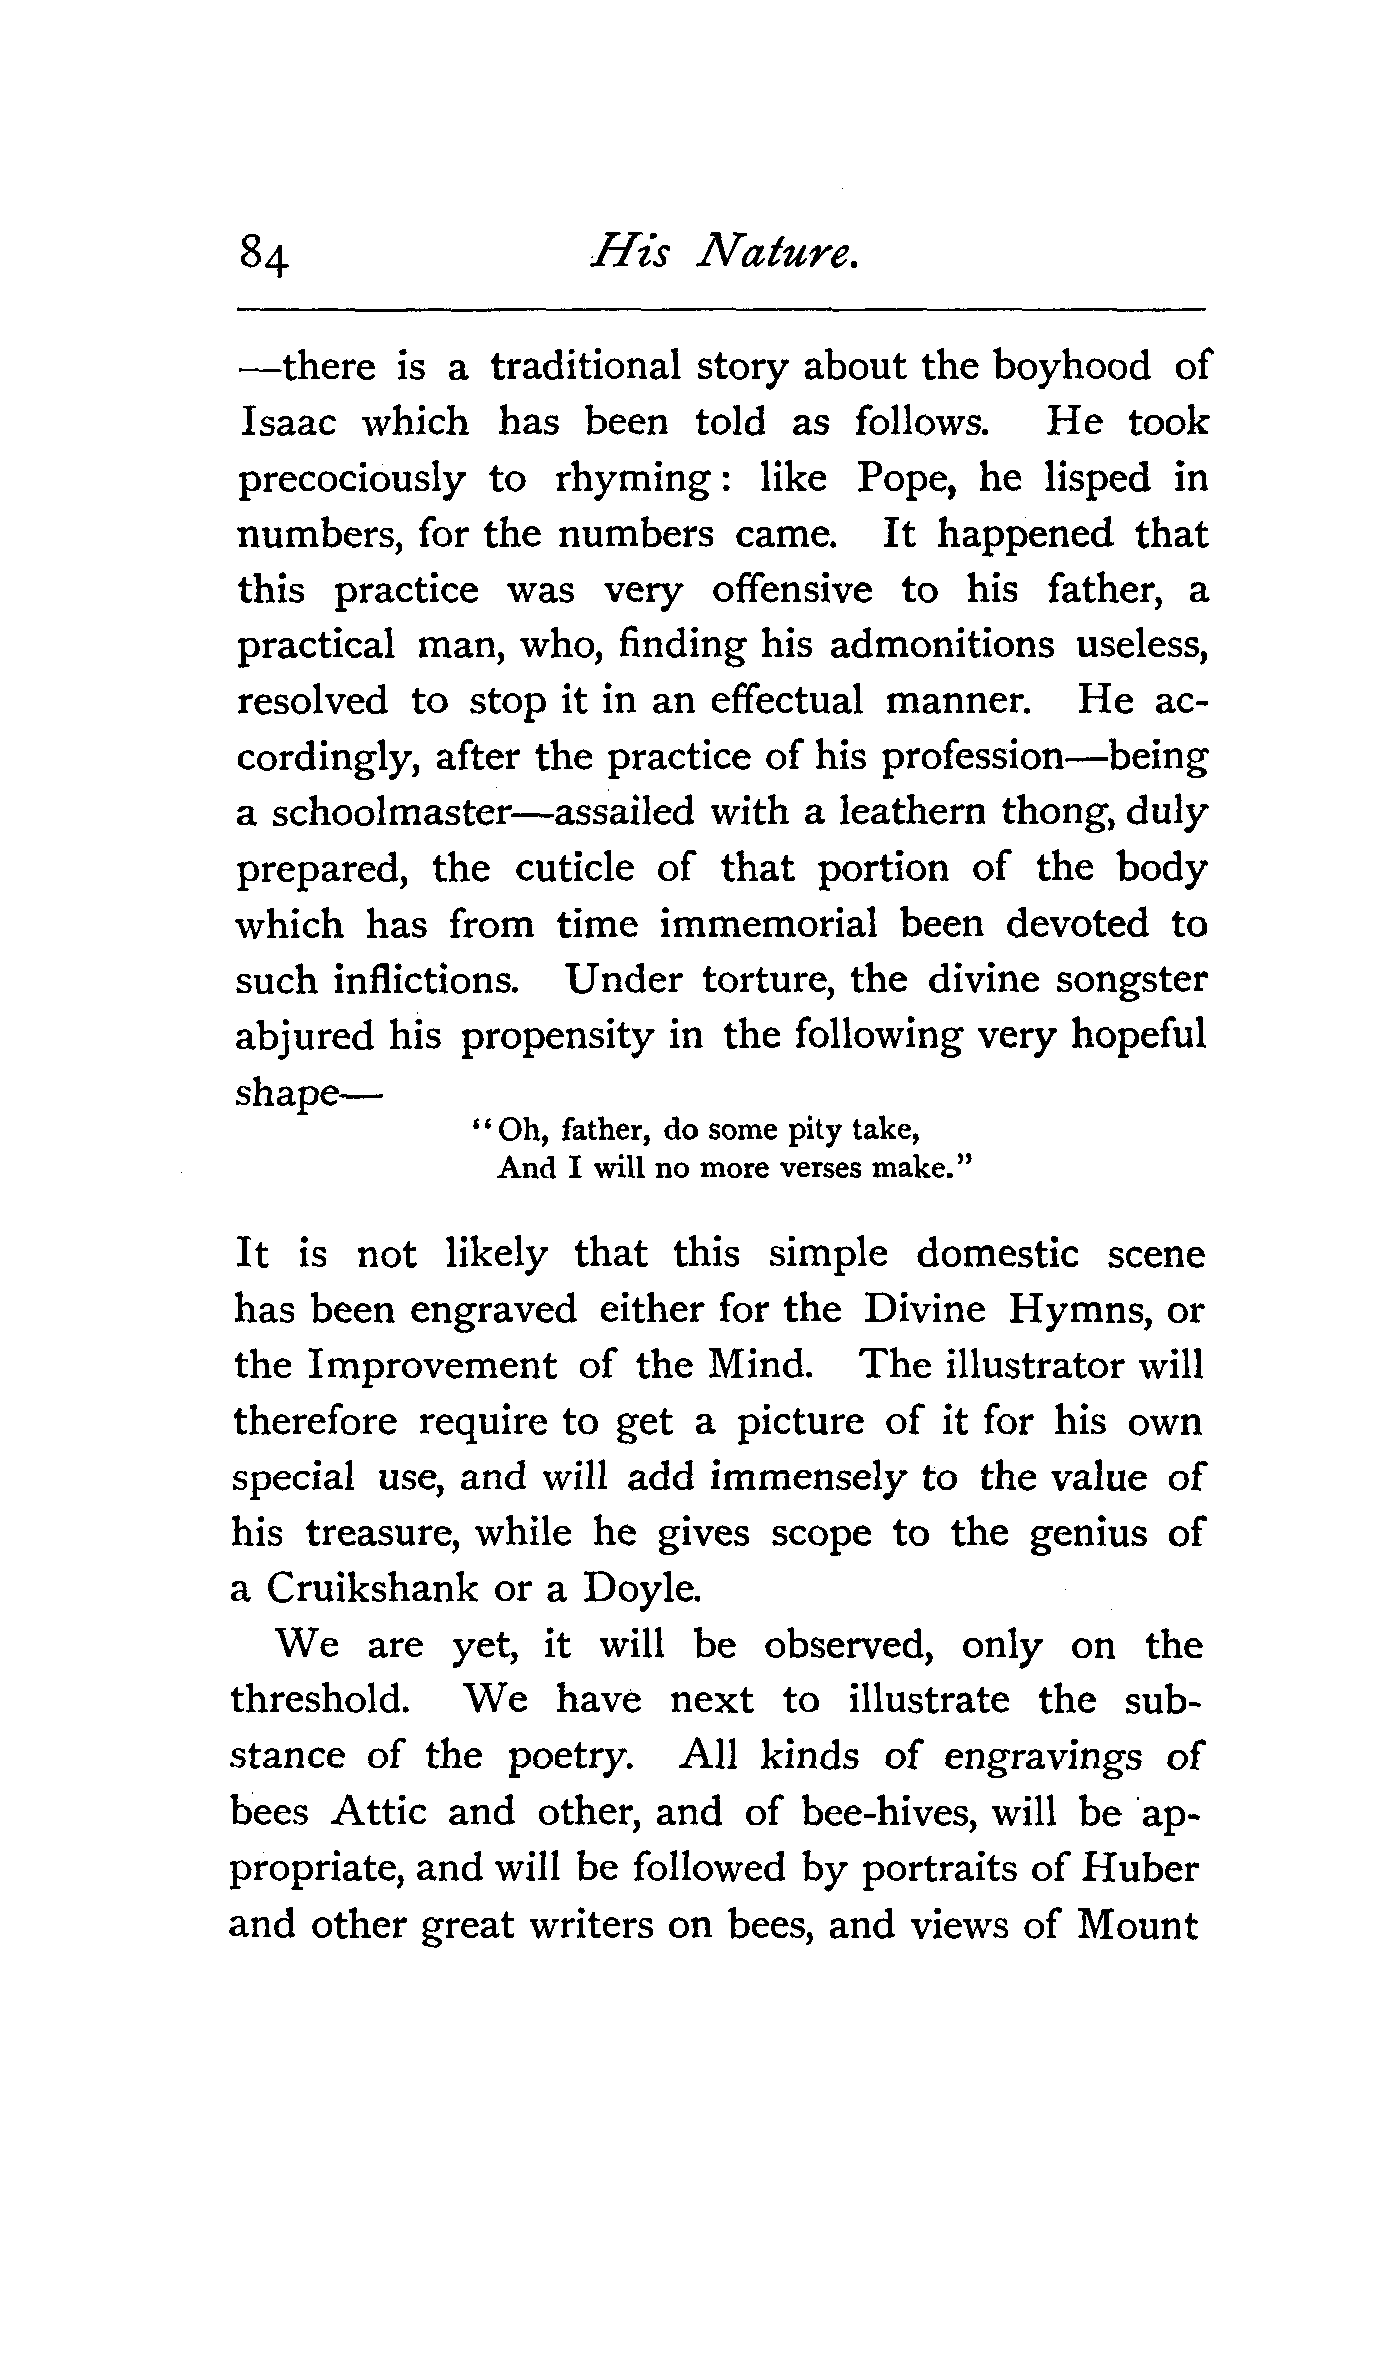 84 His Nature.
—there is a traditional story about the boyhood of
Isaac which has been told as follows. He took
precociously to rhyming: like Pope, he lisped in
numbers, for the numbers came. It happened that
this practice was very offensive to his father, a
practical man, who, finding his admonitions useless,
resolved to stop it in an effectual manner. He ac-
cordingly, after the practice of his profession—being
a schoolmaster—assailed with a leathern thong, duly
prepared, the cuticle of that portion of the body
which has from time immemorial been devoted to
such inflictions. Under torture, the divine songster
abjured his propensity in the following very hopeful
shape—
“Oh, father, do some pity take,
And I will no more verses make.”
It is not likely that this simple domestic scene
has been engraved either for the Divine Hymns, or
the Improvement of the Mind. The illustrator will
therefore require to get a picture of it for his own
special use, and will add immensely to the value of
his treasure, while he gives scope to the genius of
a Cruikshank or a Doyle.
We are yet, it will be observed, only on the
threshold. We have next to illustrate the sub-
stance of the poetry. All kinds of engravings of
bees Attic and other, and of bee-hives, will be ap-
propriate, and will be followed by portraits of Huber
and other great writers on bees, and views of Mount